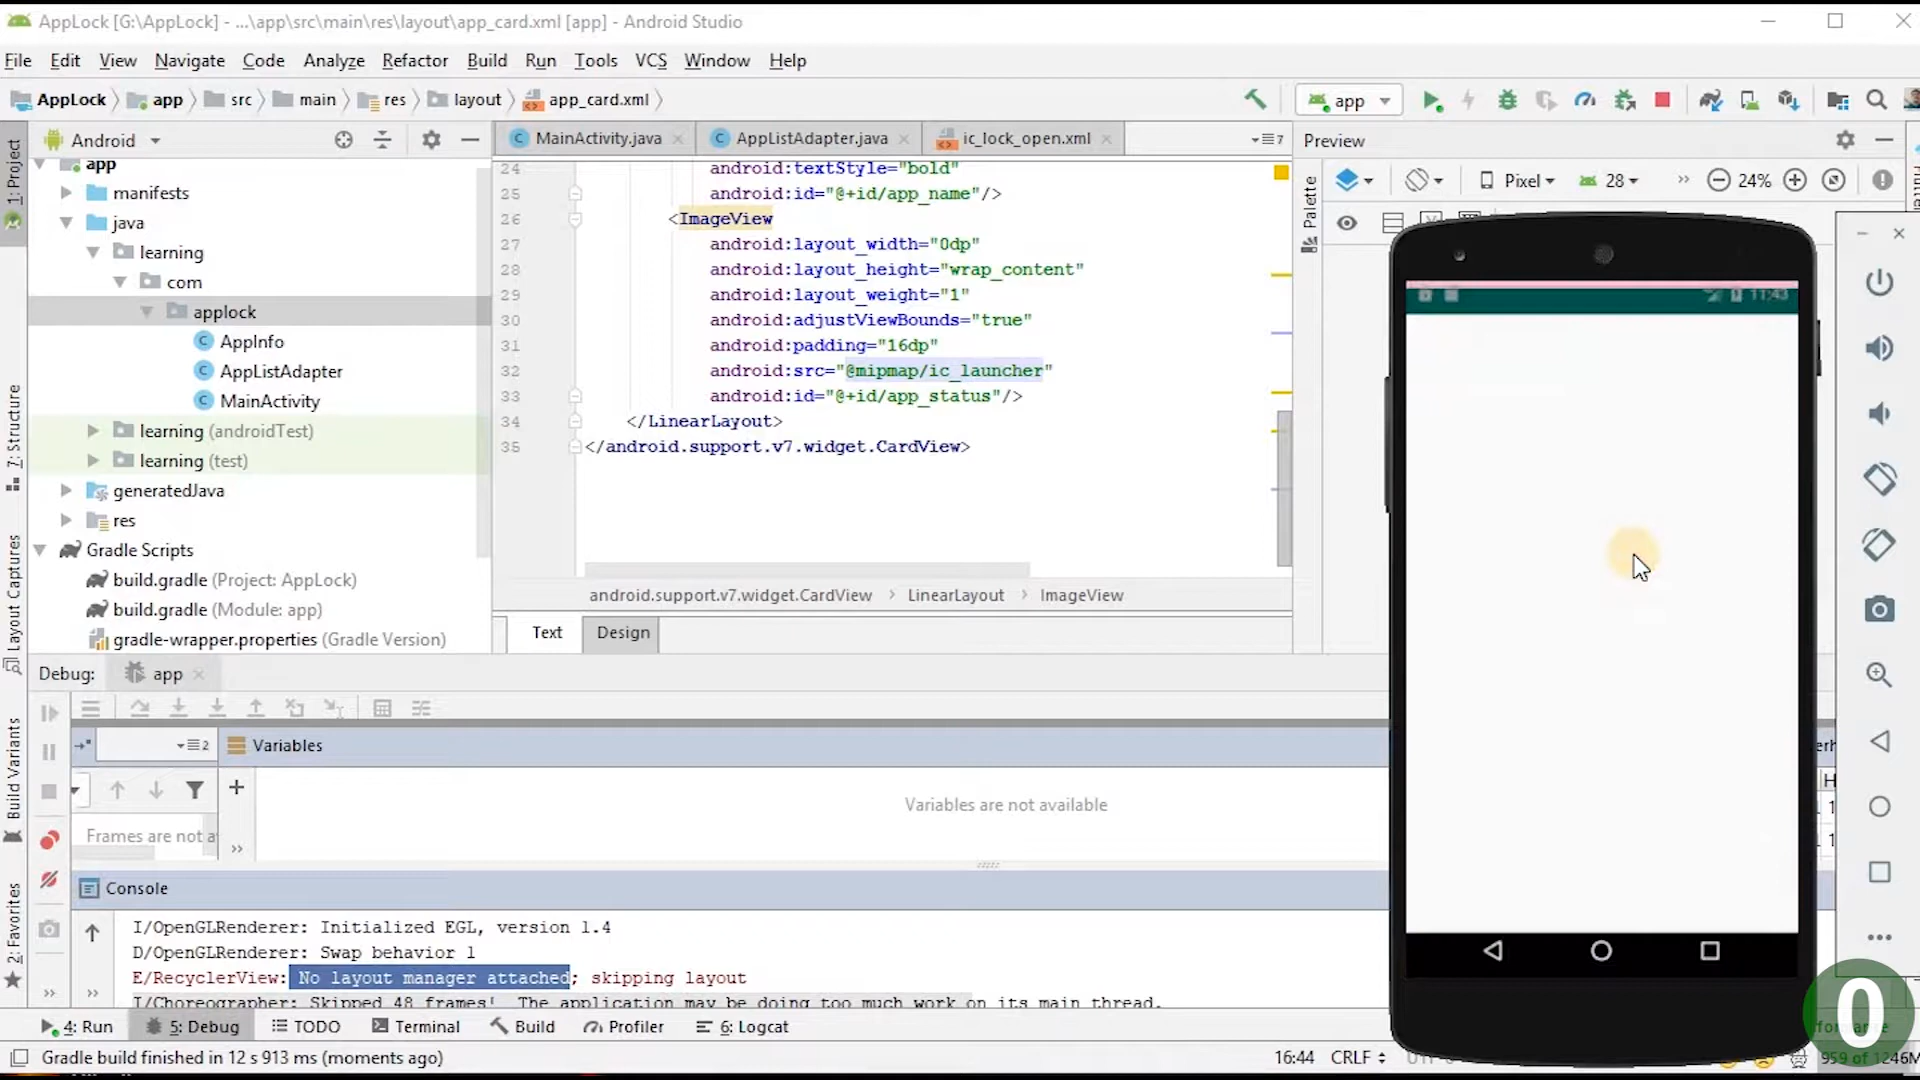 AppLock [G:\AppLock] - ...\app\src\main\res\layout\app_card.xml [app] - Android Studio
File Edit View Navigate Code Analyze Refactor Build Run Tools VCS Window Help
AppLock app src main res layout app_card.xml
app
1: Project
7: Structure
Layout Captures
Build Variants
2: Favorites
Android
app
manifests
java
learning
com
applock
AppInfo
AppListAdapter
MainActivity
learning (androidTest)
learning (test)
generatedJava
res
Gradle Scripts
build.gradle (Project: AppLock)
build.gradle (Module: app)
gradle-wrapper.properties (Gradle Version)
MainActivity.java AppListAdapter.java ic_lock_open.xml
7
24 android:textStyle="bold"
25 android:id="@+id/app_name"/>
26 <ImageView
27 android:layout_width="0dp"
28 android:layout_height="wrap_content"
29 android:layout_weight="1"
30 android:adjustViewBounds="true"
31 android:padding="16dp"
32 android:src="@mipmap/ic_launcher"
33 android:id="@+id/app_status"/>
34 </LinearLayout>
35 </android.support.v7.widget.CardView>
android.support.v7.widget.CardView LinearLayout ImageView
Text Design
Preview
Palette
Pixel 28 24%
11:43
Debug: app
2
Variables
Variables are not available
Frames are not a
Console
I/OpenGLRenderer: Initialized EGL, version 1.4
D/OpenGLRenderer: Swap behavior 1
E/RecyclerView: No layout manager attached; skipping layout
I/Choreographer: Skipped 48 frames! The application may be doing too much work on its main thread.
4: Run 5: Debug TODO Terminal Build Profiler 6: Logcat
Gradle build finished in 12 s 913 ms (moments ago)
16:44 CRLF
959 of 1246M
0